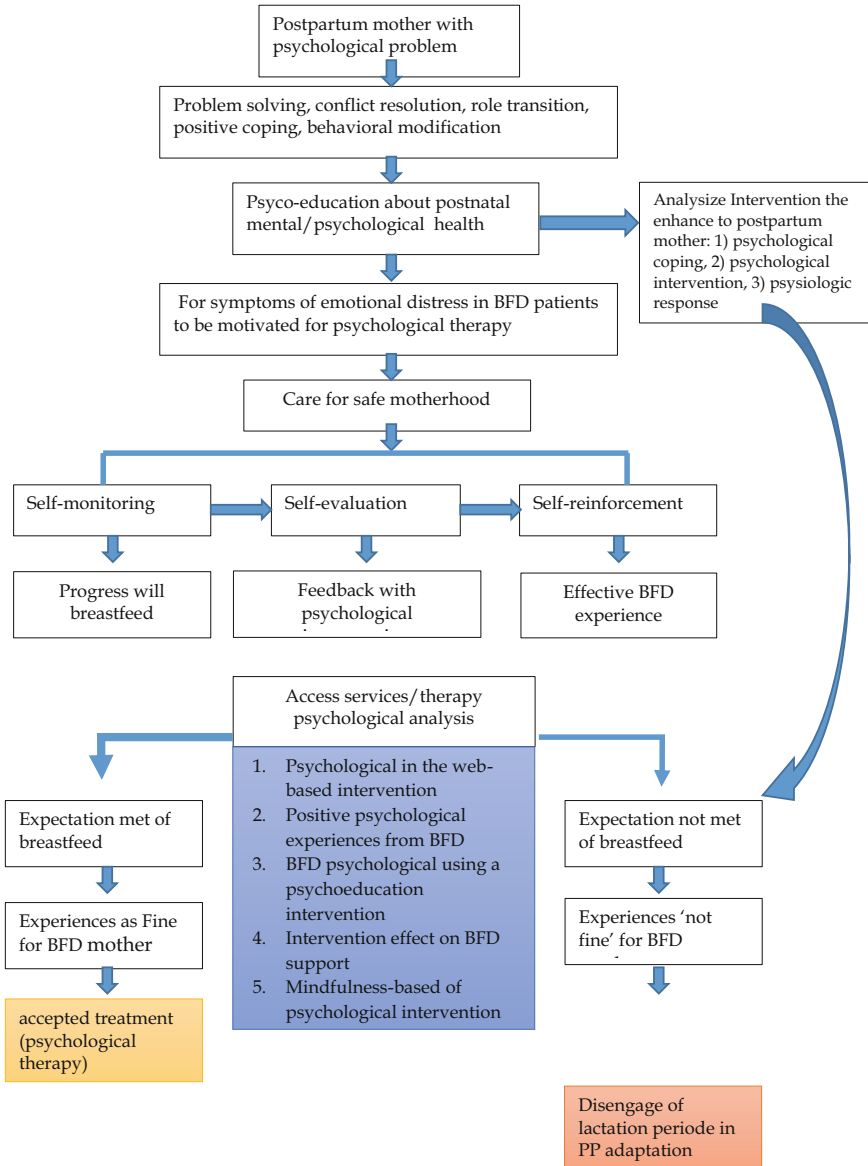 Postpartum mother with
psychological problem
Problem solving, conflict resolution, role transition,
positive coping, behavioral modification
Psyco-education about postnatal
mental/psychological health
Analysize Intervention the
enhance to postpartum
mother: 1) psychological
coping, 2) psychological
intervention, 3) psysiologic
response
For symptoms of emotional distress in BFD patients
to be motivated for psychological therapy
Care for safe motherhood
Self-monitoring
Self-evaluation
Self-reinforcement
Progress will
breastfeed
Feedback with
psychological
Effective BFD
experience
Access services/therapy
psychological analysis
1. Psychological in the web-
based intervention
2. Positive psychological
experiences from BFD
3. BFD psychological using a
psychoeducation
intervention
4. Intervention effect on BFD
support
5. Mindfulness-based of
psychological intervention
Expectation met of
breastfeed
Experiences as Fine
for BFD mother
accepted treatment
(psychological
therapy)
Expectation not met
of breastfeed
Experiences ‘not
fine’ for BFD
Disengage of
lactation periode in
PP adaptation